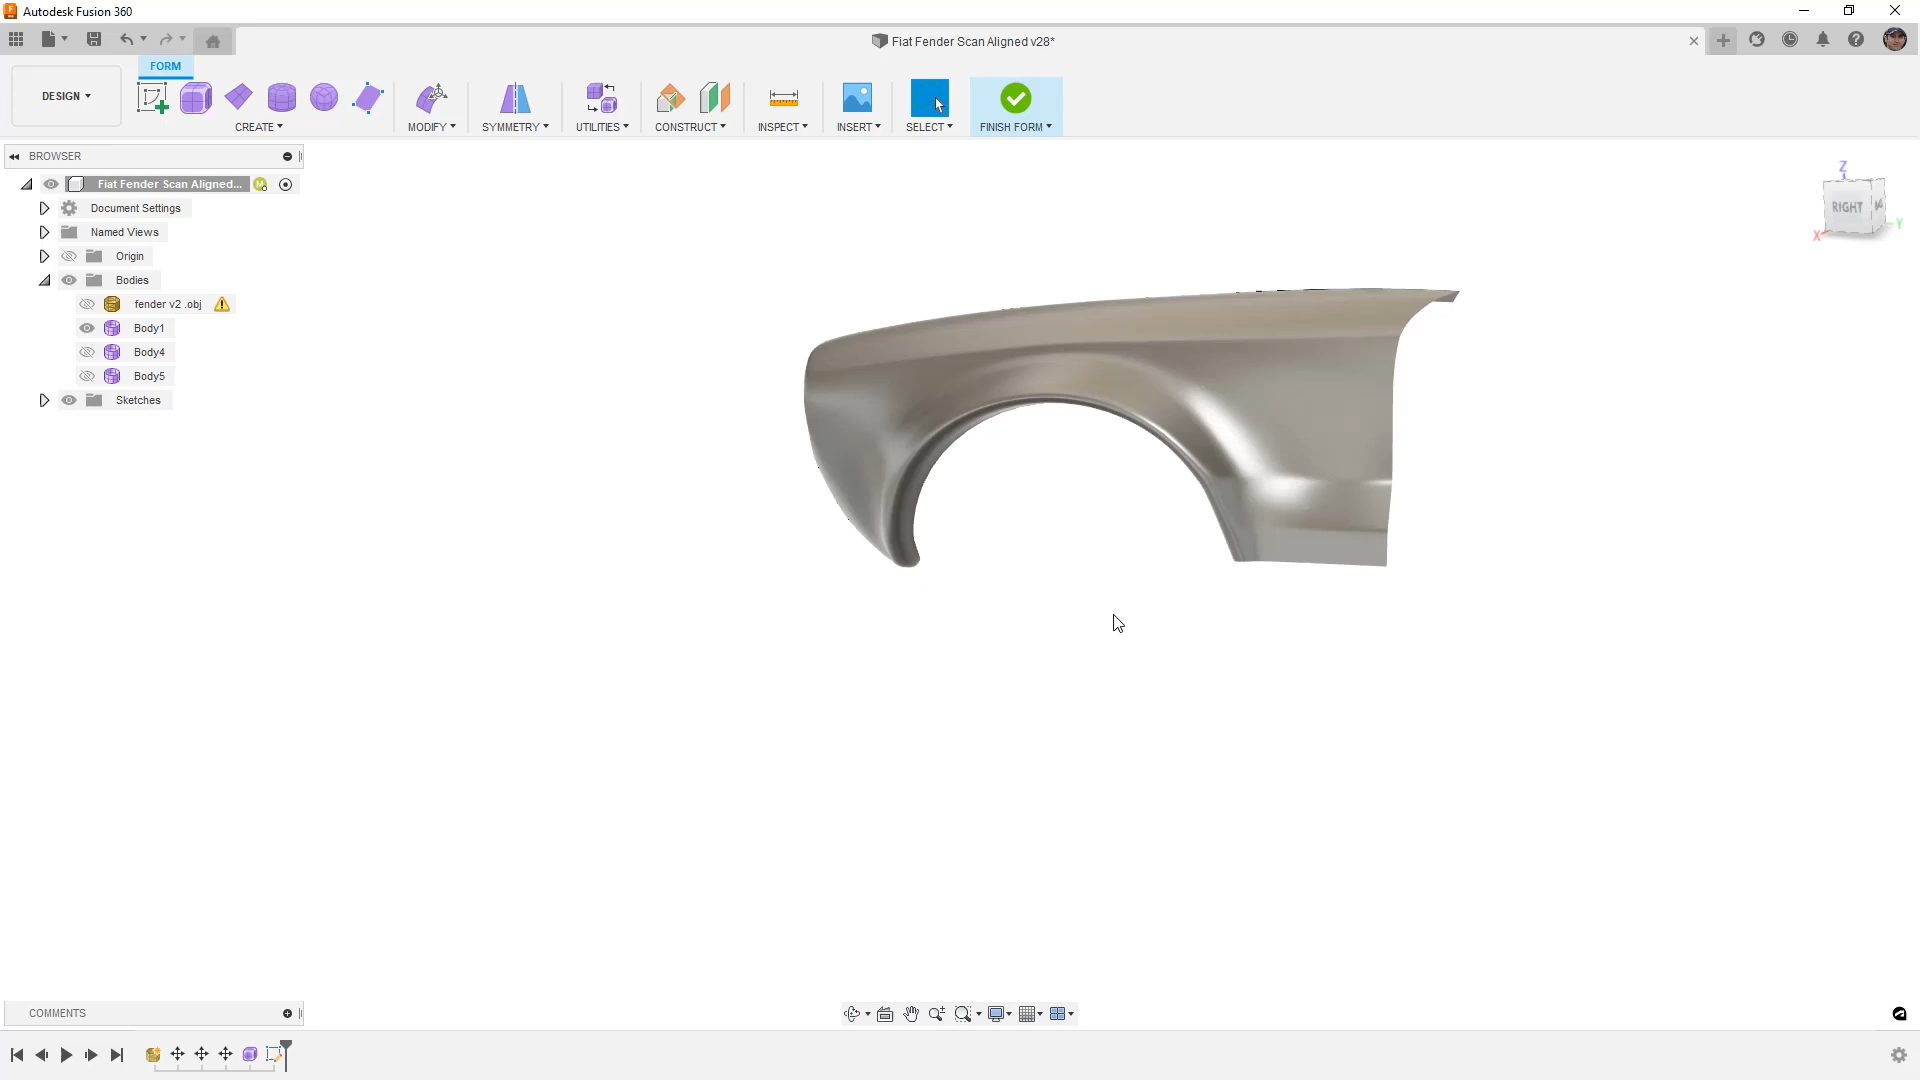 Autodesk Fusion 360
Fiat Fender Scan Aligned v28*
FORM
DESIGN
CREATE
MODIFY
SYMMETRY
UTILITIES
CONSTRUCT
INSPECT
INSERT
SELECT
FINISH FORM
BROWSER
Fiat Fender Scan Aligned...
Document Settings
Named Views
Origin
Bodies
fender v2 .obj
Body1
Body4
Body5
Sketches
Z
RIGHT
Y
X
COMMENTS